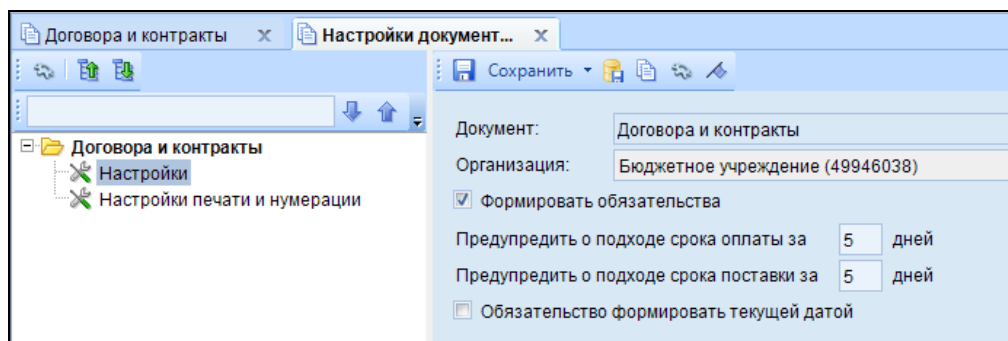 Договора и контракты x Настройки документ... x
Сохранить
Договора и контракты
Настройки
Настройки печати и нумерации
Документ: Договора и контракты
Организация: Бюджетное учреждение (49946038)
Формировать обязательства
Предупредить о подходе срока оплаты за 5 дней
Предупредить о подходе срока поставки за 5 дней
Обязательство формировать текущей датой